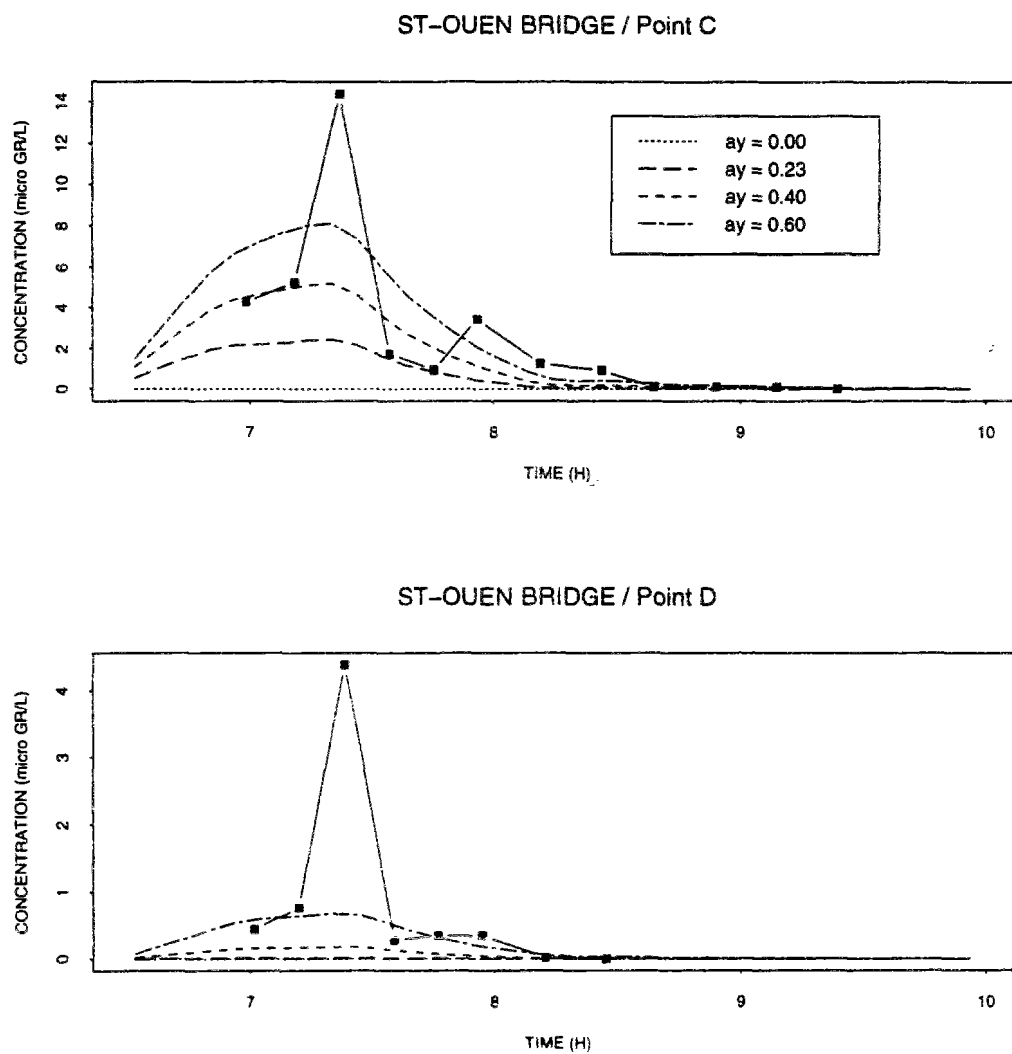 ST-OUEN BRIDGE / Point C
CONCENTRATION (micro GR/L)
14
12
10
8
6
4
2
0
ay = 0.00
ay = 0.23
ay = 0.40
ay = 0.60
7 8 9 10
TIME (H)
ST-OUEN BRIDGE / Point D
CONCENTRATION (micro GR/L)
4
3
2
1
0
7 8 9 10
TIME (H)